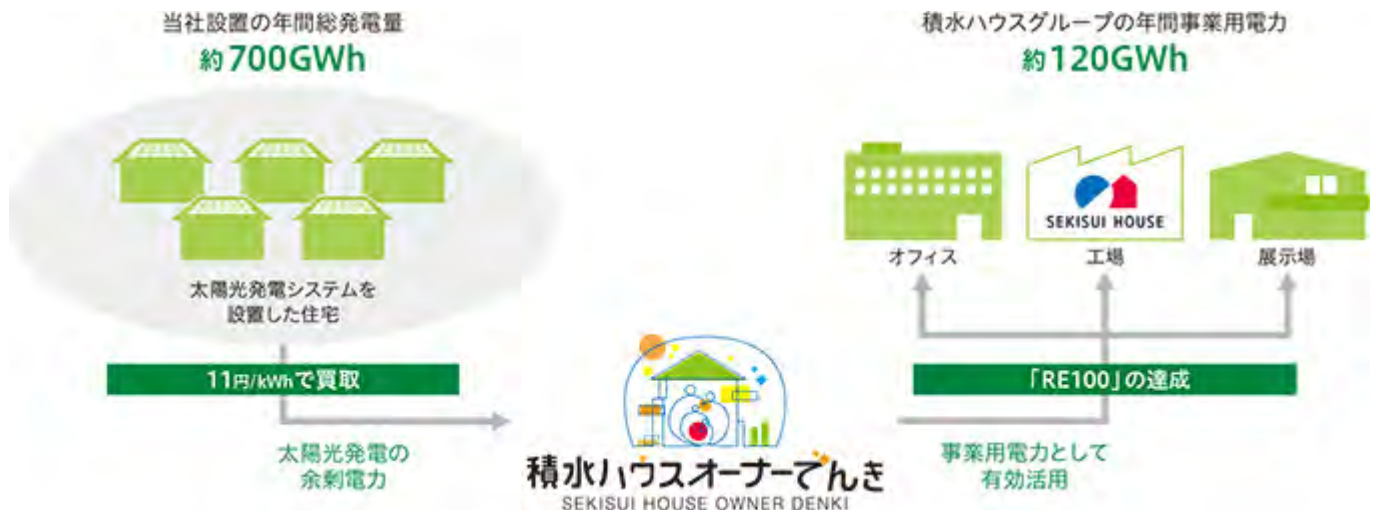 当社設置の年間総発電量
約700GWh
太陽光発電システムを
設置した住宅
11円/kWhで買取
太陽光発電の
余剰電力
積水ハウスオーナーでんき
SEKISUI HOUSE OWNER DENKI
積水ハウスグループの年間事業用電力
約120GWh
SEKISUI HOUSE
オフィス
工場
展示場
「RE100」の達成
事業用電力として
有効活用